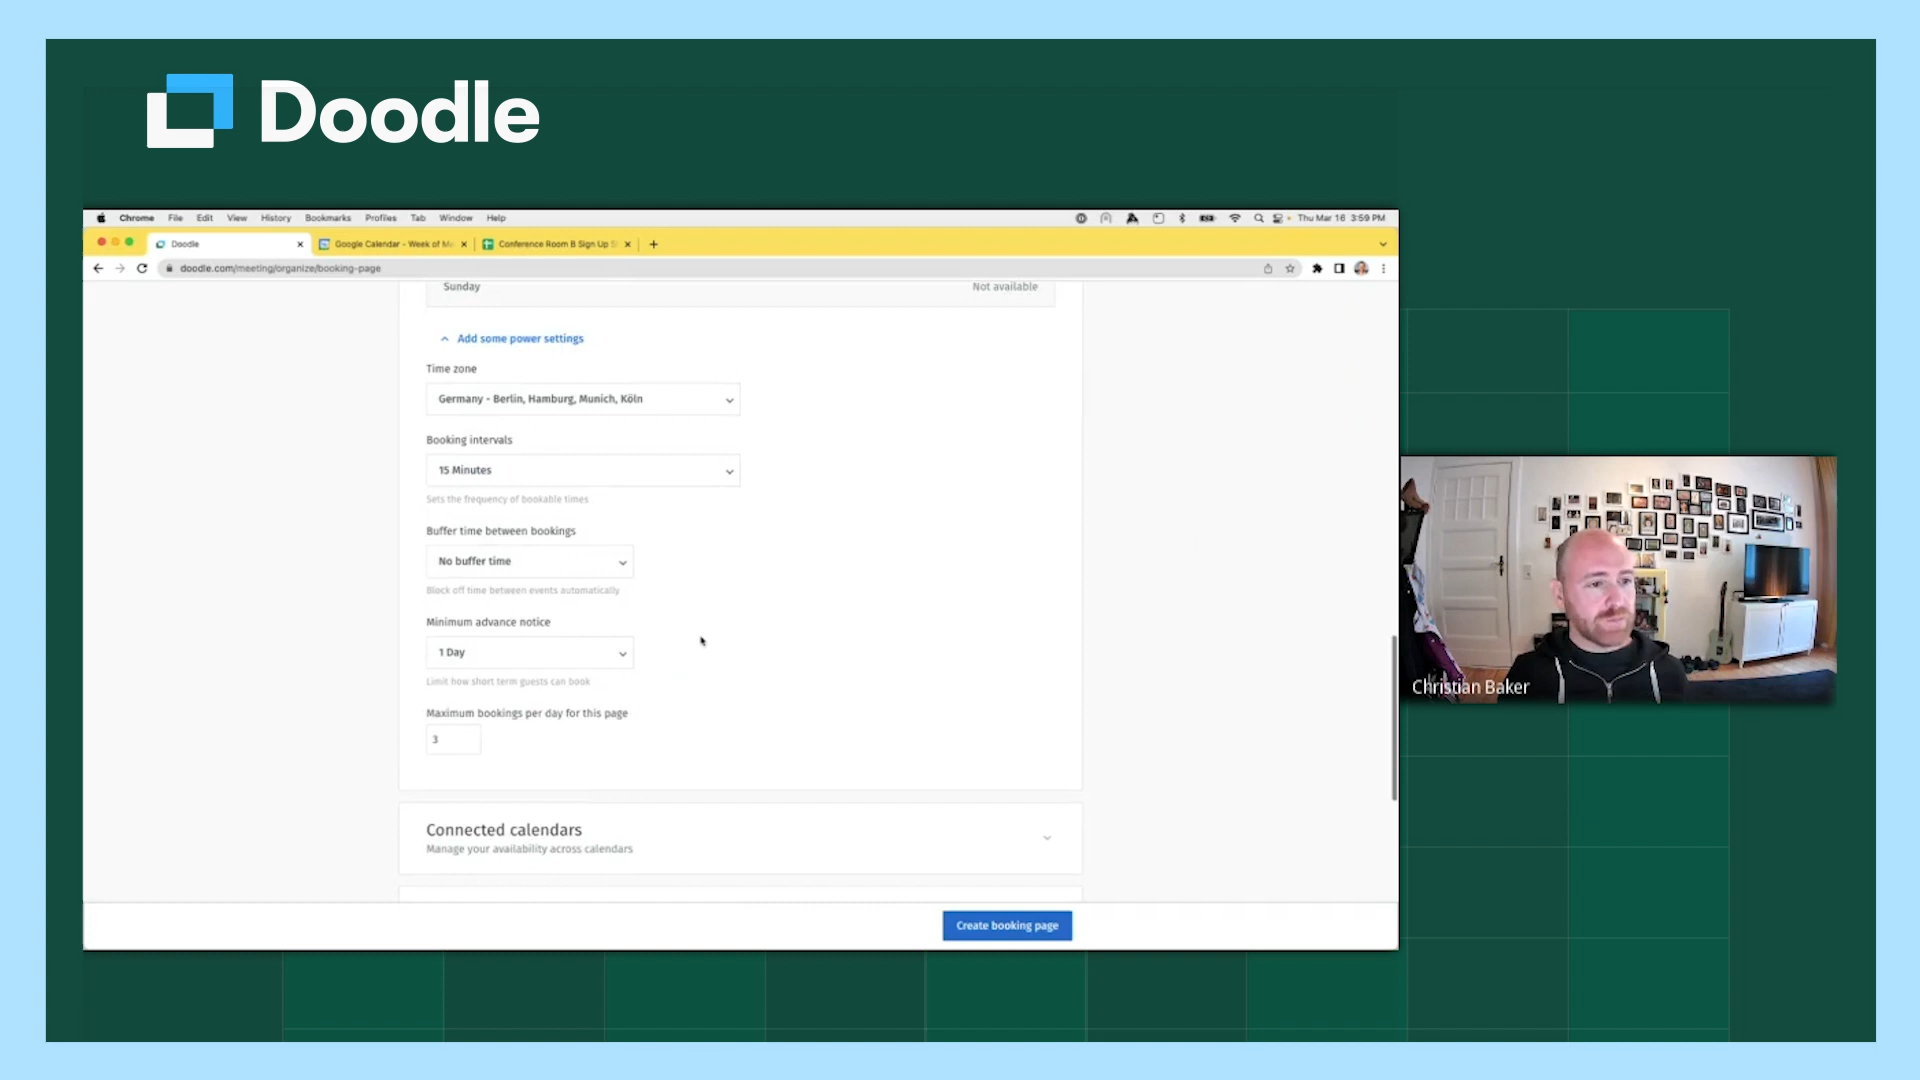 Doodle
Chrome File Edit View History Bookmarks Profiles Tab Window Help
Thu Mar 16 3:59 PM
Doodle
Google Calendar - Week of M
Conference Room B Sign Up S
doodle.com/meeting/organize/booking-page
Sunday Not available
Add some power settings
Time zone
Germany - Berlin, Hamburg, Munich, Köln
Booking intervals
15 Minutes
Sets the frequency of bookable times
Buffer time between bookings
No buffer time
Block off time between events automatically
Minimum advance notice
1 Day
Limit how short term guests can book
Maximum bookings per day for this page
3
Connected calendars
Manage your availability across calendars
Create booking page
Christian Baker